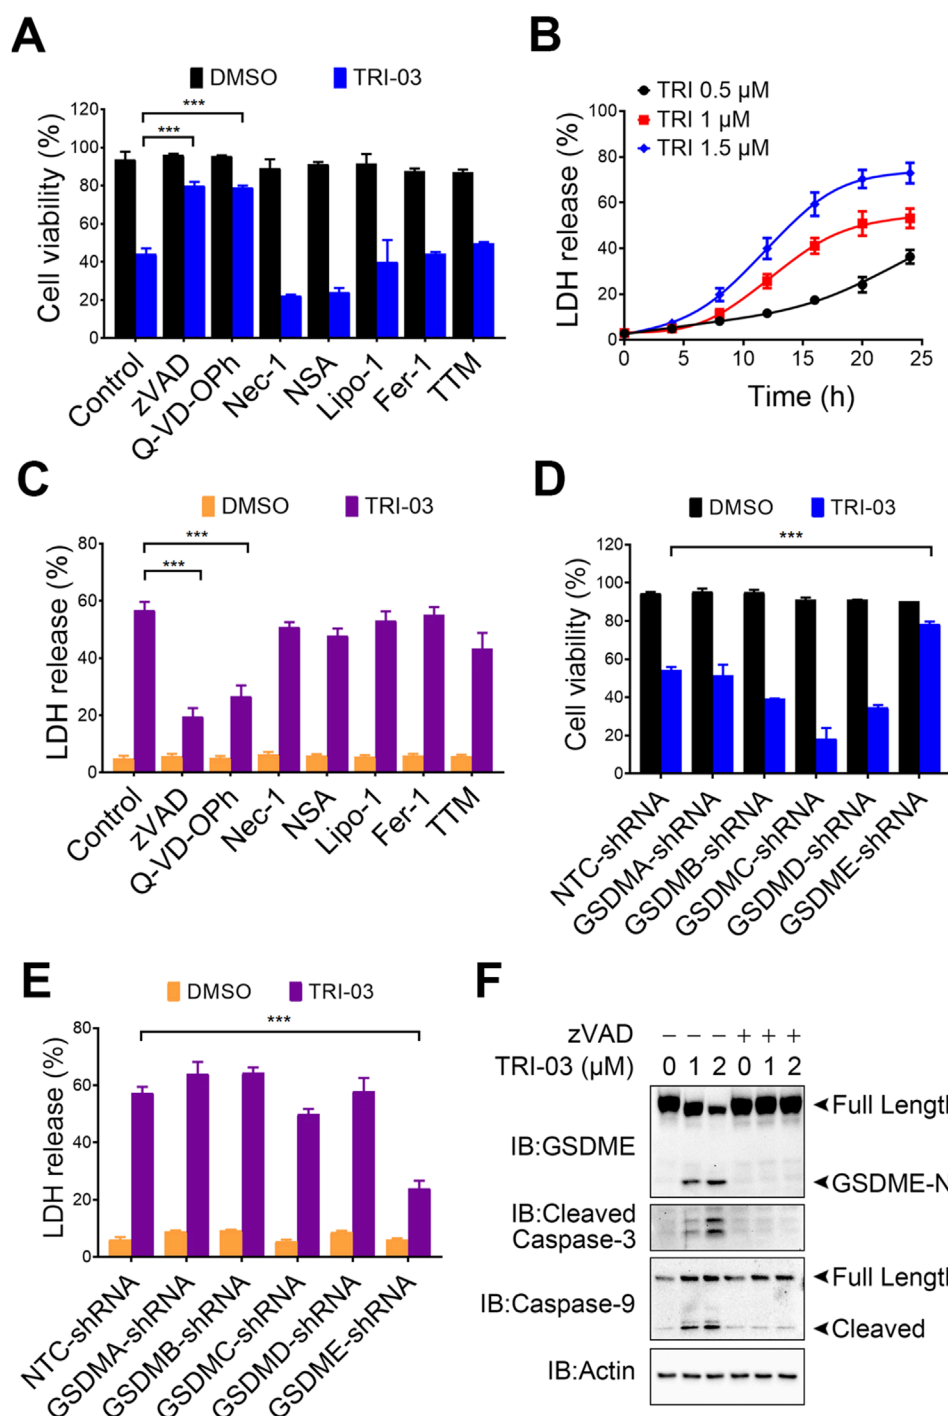 A
DMSO TRI-03
***
***
Cell viability (%)
120
100
80
60
40
20
0
Control
zVAD
Q-VD-OPh
Nec-1
NSA
Lipo-1
Fer-1
TTM
B
TRI 0.5 µM
TRI 1 µM
TRI 1.5 µM
LDH release (%)
100
80
60
40
20
0
0 5 10 15 20 25
Time (h)
C
DMSO TRI-03
***
***
LDH release (%)
80
60
40
20
0
Control
zVAD
Q-VD-OPh
Nec-1
NSA
Lipo-1
Fer-1
TTM
D
DMSO TRI-03
***
Cell viability (%)
120
100
80
60
40
20
0
NTC-shRNA
GSDMA-shRNA
GSDMB-shRNA
GSDMC-shRNA
GSDMD-shRNA
GSDME-shRNA
E
DMSO TRI-03
***
LDH release (%)
80
60
40
20
0
NTC-shRNA
GSDMA-shRNA
GSDMB-shRNA
GSDMC-shRNA
GSDMD-shRNA
GSDME-shRNA
F
zVAD − − − + + +
TRI-03 (µM) 0 1 2 0 1 2
Full Length
IB:GSDME
GSDME-N
IB:Cleaved
Caspase-3
Full Length
IB:Caspase-9
Cleaved
IB:Actin